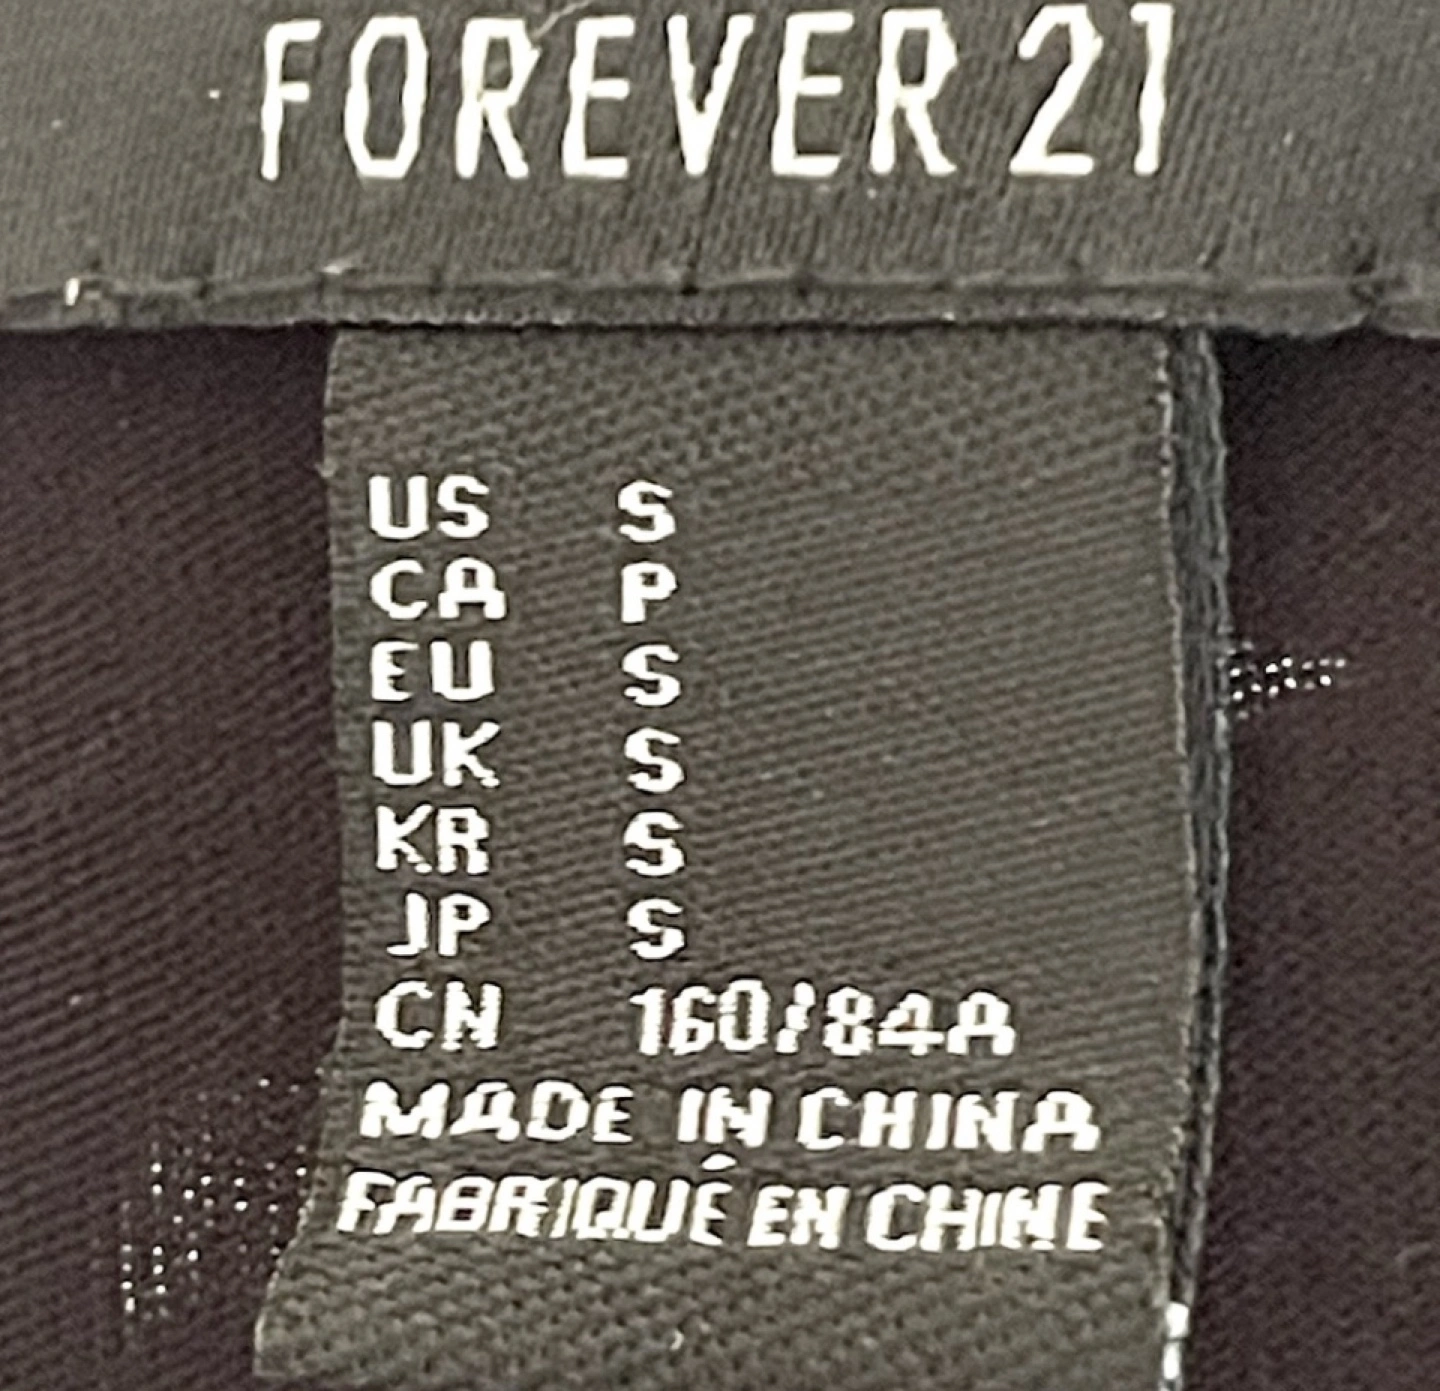 FOREVER 21
US S
CA P
EU S
UK S
KR S
JP S
CN 160/84A
MADE IN CHINA
FABRIQUÉ EN CHINE